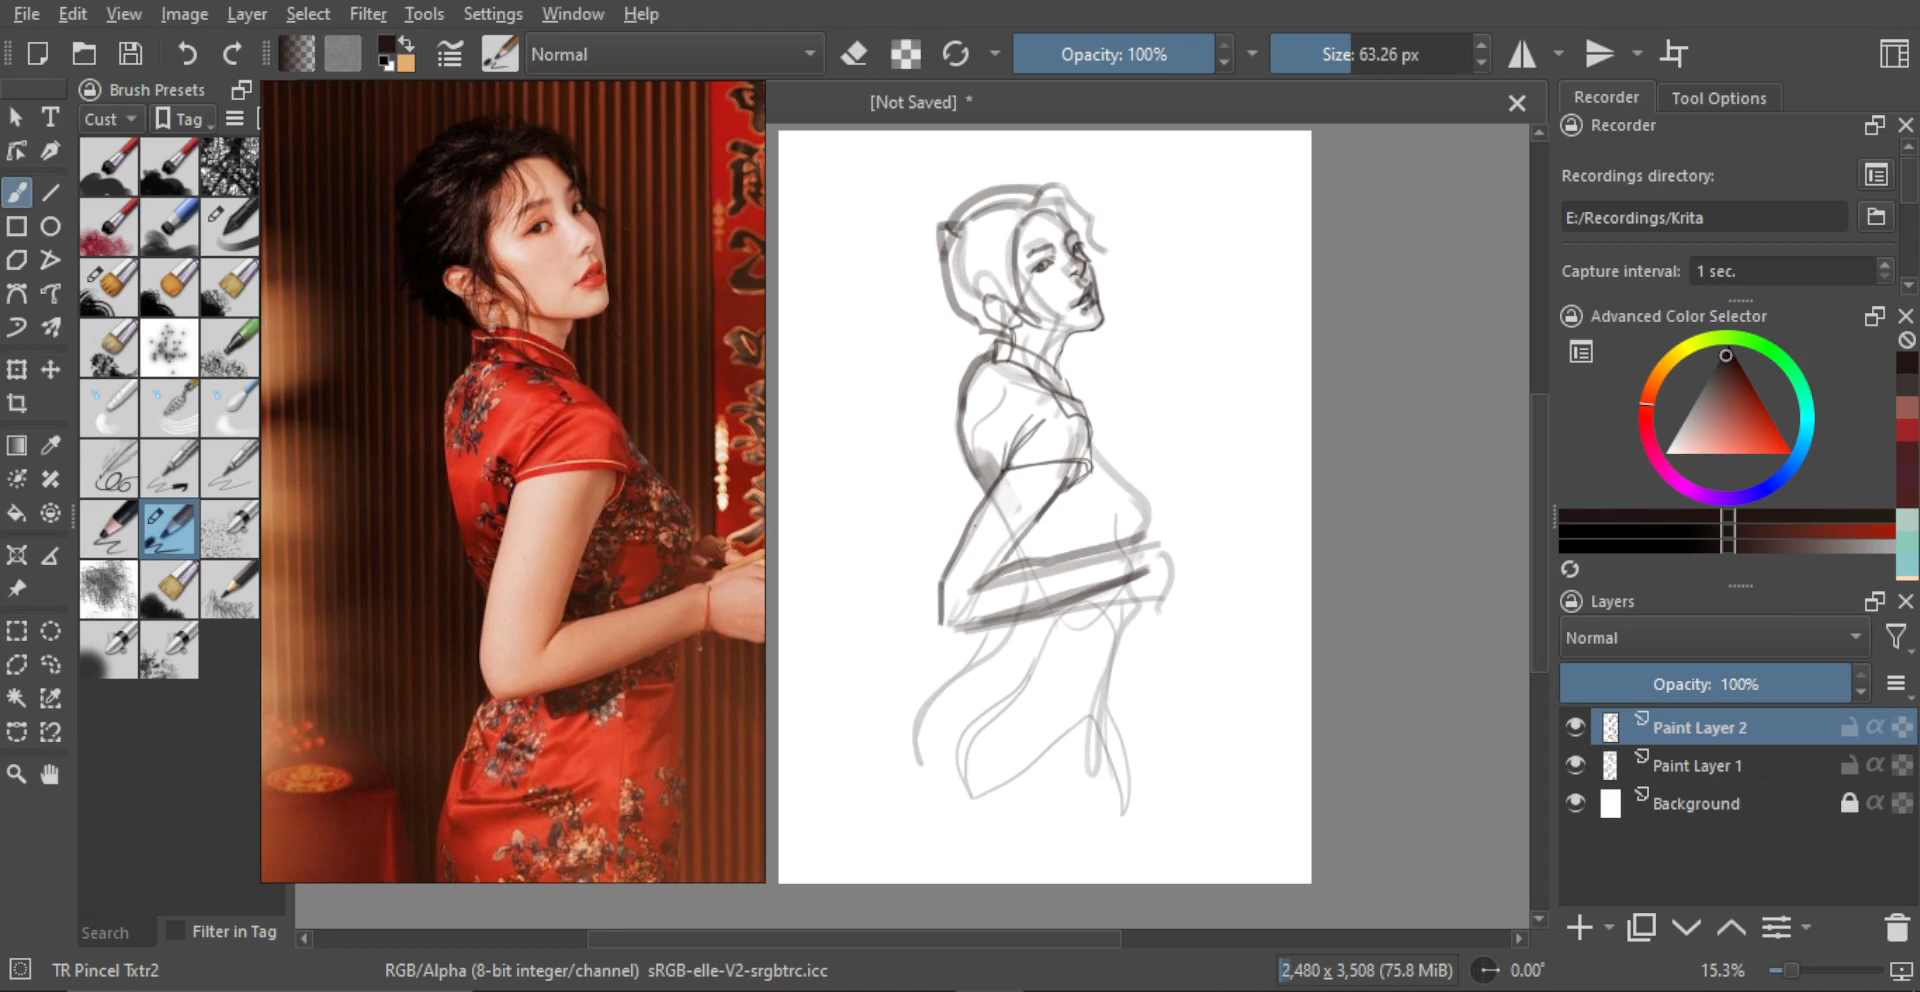 File Edit View Image Layer Select Filter Tools Settings Window Help
Normal
Opacity: 100%
Size: 63.26 px
Brush Presets
Cust
Tag
[Not Saved] *
Recorder
Tool Options
Recorder
Recordings directory:
E:/Recordings/Krita
Capture interval: 1 sec.
Advanced Color Selector
Layers
Normal
Opacity: 100%
Paint Layer 2
Paint Layer 1
Background
Search
Filter in Tag
TR Pincel Txtr2
RGB/Alpha (8-bit integer/channel) sRGB-elle-V2-srgbtrc.icc
2,480 x 3,508 (75.8 MiB)
0.00°
15.3%